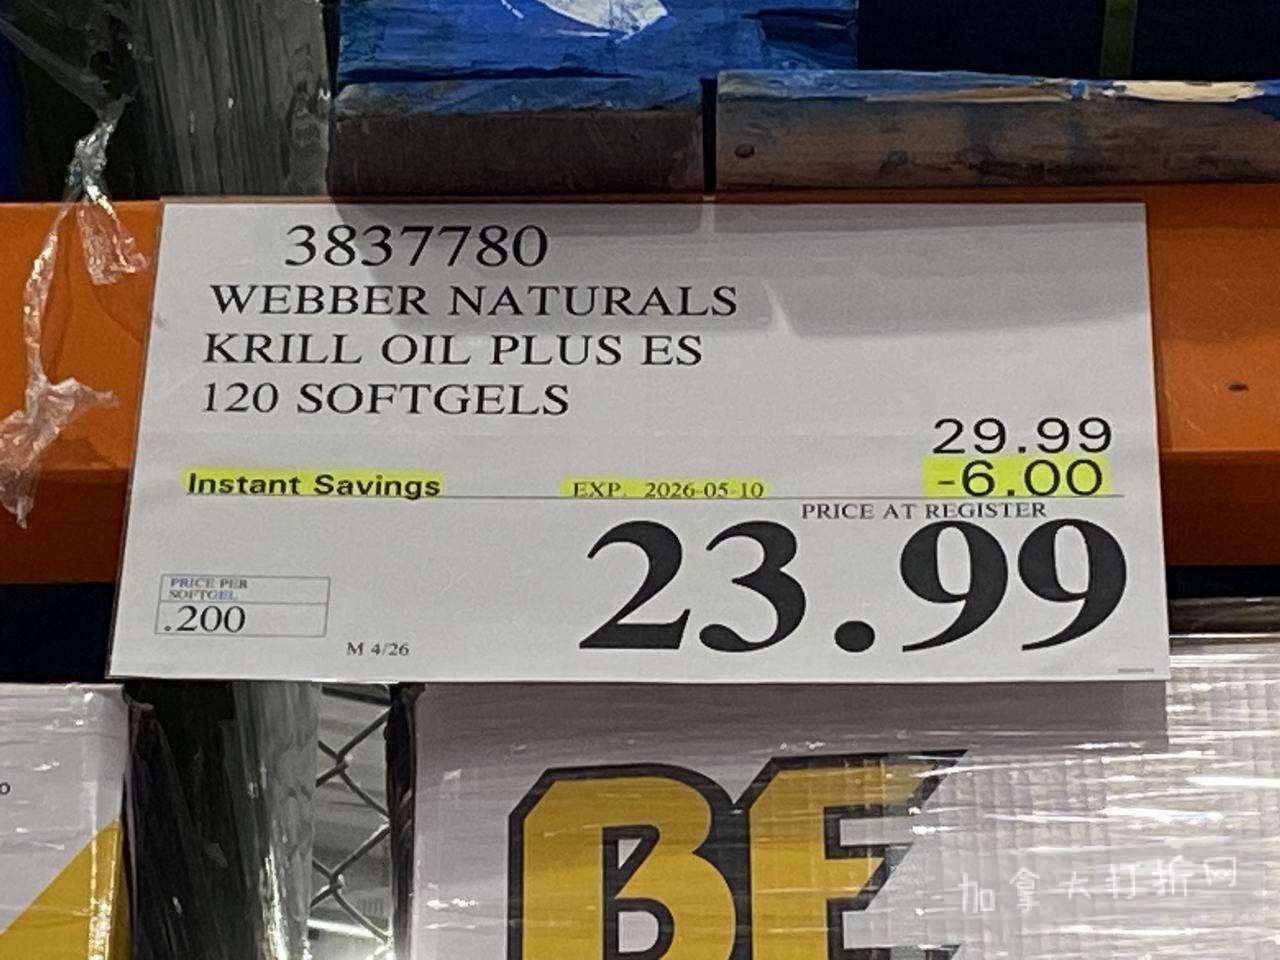 3837780
WEBBER NATURALS
KRILL OIL PLUS ES
120 SOFTGELS
29.99
Instant Savings EXP. 2026-05-10 -6.00
PRICE AT REGISTER
23.99
PRICE PER
SOFTGEL
.200
M 4/26
BE
加拿大打折网